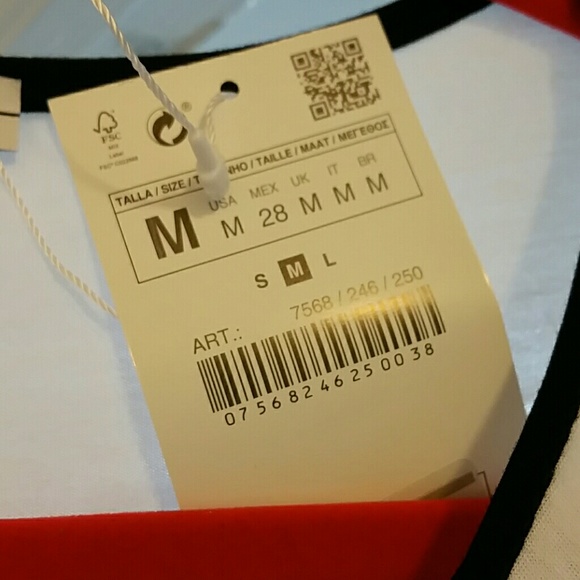 FSC
TALLA / SIZE / T NHO / TAILLE / MAAT / ΜΕΓΕΘΟΣ
USA MEX UK IT BR
M M 28 M M M
S M L
ART.: 7568 / 246 / 250
07568246250038